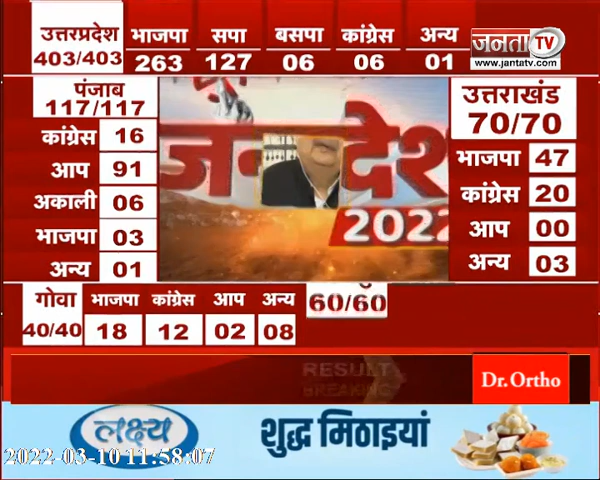 उत्तरप्रदेश भाजपा सपा बसपा कांग्रेस अन्य
403/403 263 127 06 06 01
जनता TV
www.jantatv.com
पंजाब
117/117
कांग्रेस 16
आप 91
अकाली 06
भाजपा 03
अन्य 01
देश
2022
उत्तराखंड
70/70
भाजपा 47
कांग्रेस 20
आप 00
अन्य 03
गोवा भाजपा कांग्रेस आप अन्य
40/40 18 12 02 08
60/60
RESULT
BREAKING
Dr. Ortho
लक्ष्य
शुद्ध मिठाइयां
2022-03-10 11:58:07